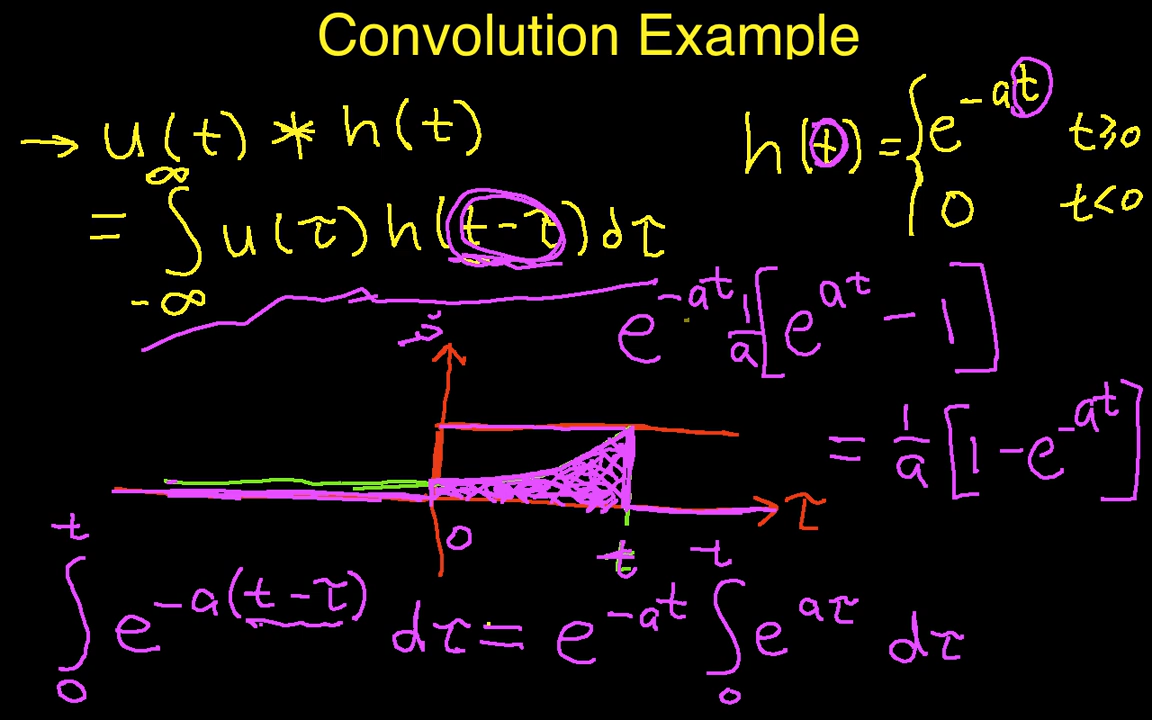 Convolution Example
→ u(t) * h(t)
h(t) = { e^{-at} t≥0
0 t<0
= ∫_{-∞}^{∞} u(τ) h(t-τ) dτ
e^{-at} 1/a [e^{at} - 1]
= 1/a [1 - e^{-at}]
τ
0 t
∫_0^t e^{-a(t-τ)} dτ = e^{-at} ∫_0^t e^{aτ} dτ